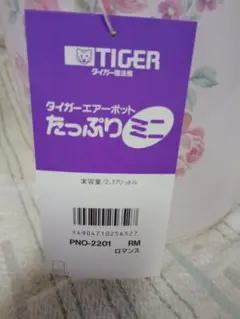 TIGER
タイガー魔法瓶
タイガーエアーポット
たっぷりミニ
実容量/2.17リットル
4904710254527
PNO-2201 RM
ロマンス